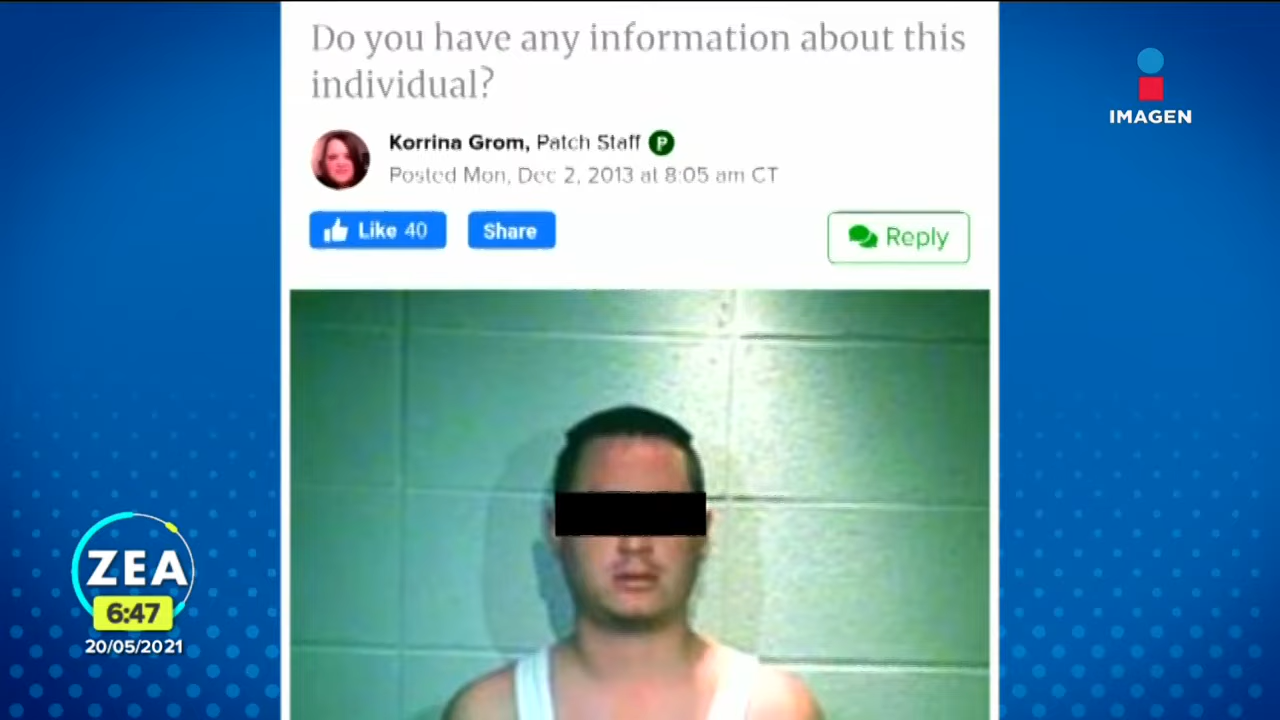 Do you have any information about this
individual?
Korrina Grom, Patch Staff P
Posted Mon, Dec 2, 2013 at 8:05 am CT
Like 40
Share
Reply
IMAGEN
ZEA
6:47
20/05/2021